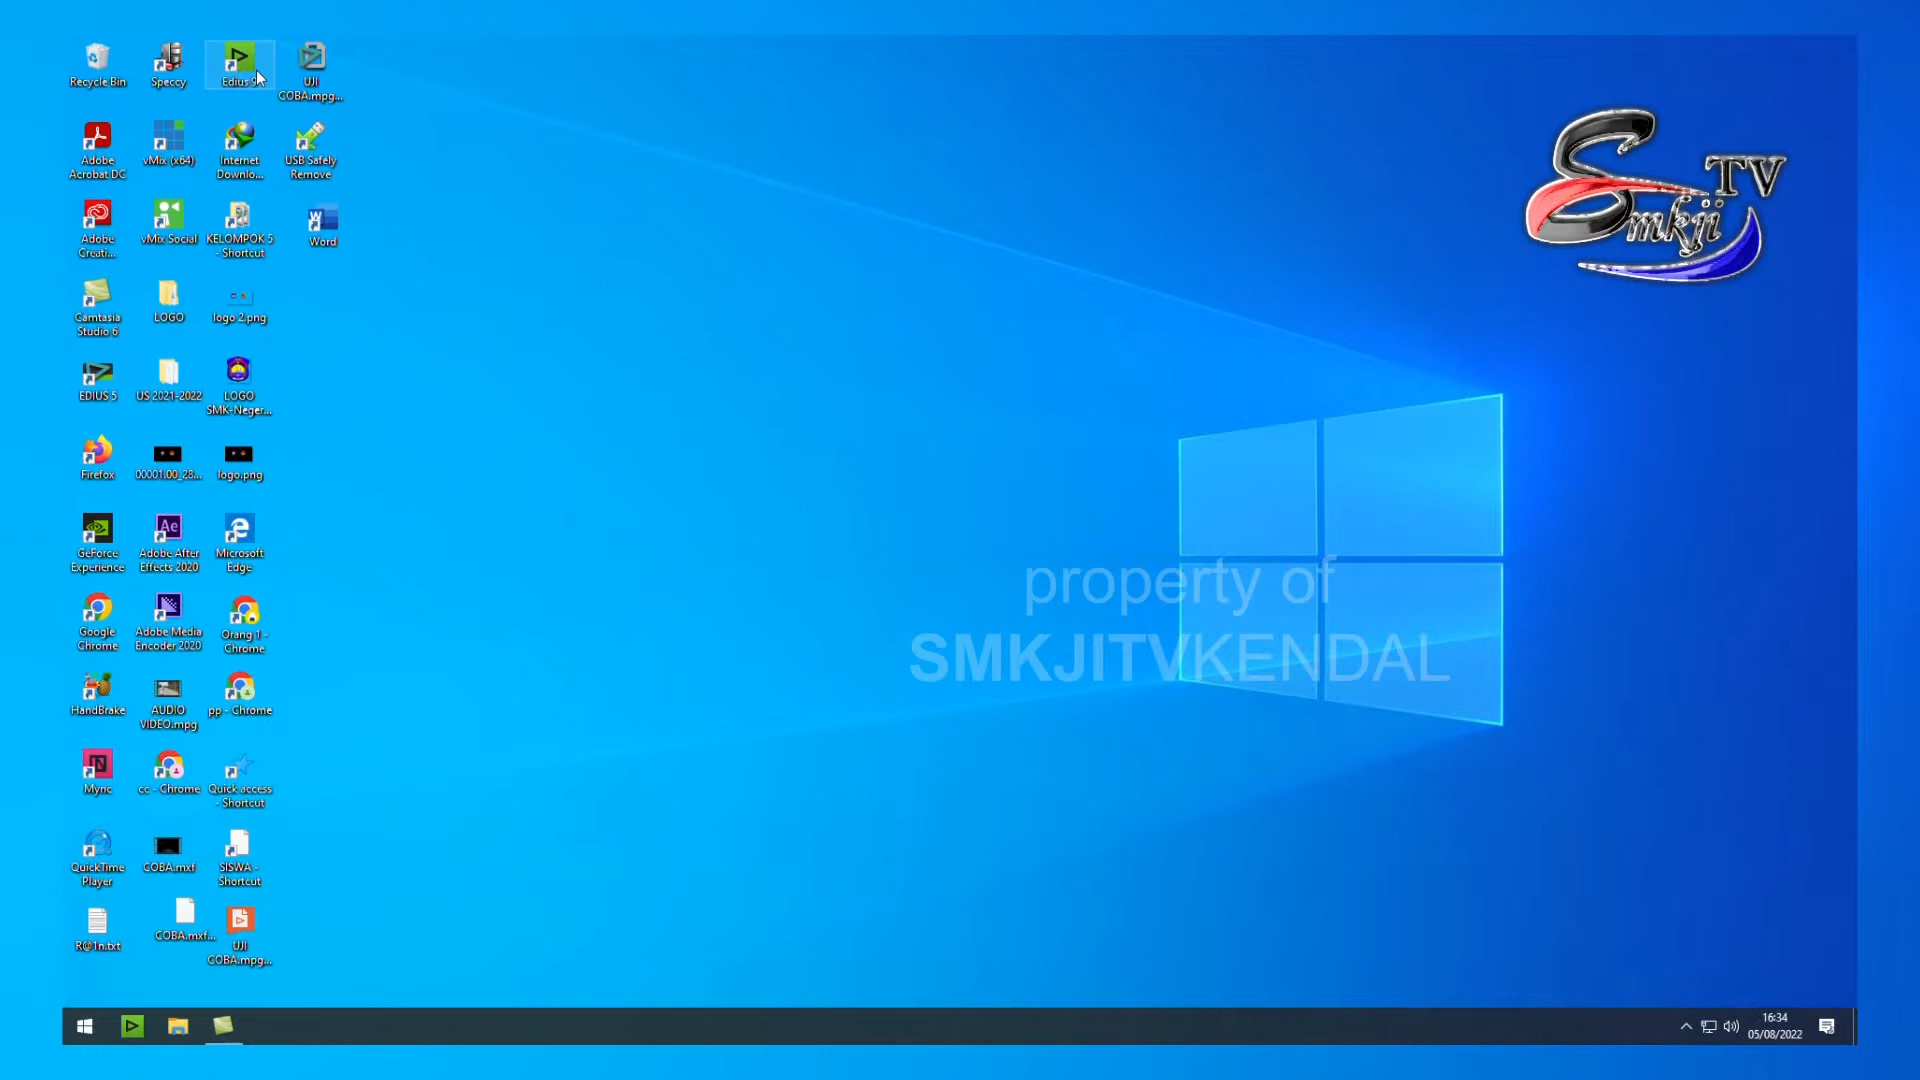 Recycle Bin
Speccy
Edius 9
UJI
COBA.mpg...
Adobe
Acrobat DC
vMix (x64)
Internet
Downlo...
USB Safely
Remove
Adobe
Creati...
vMix Social
KELOMPOK 5
- Shortcut
Word
Camtasia
Studio 6
LOGO
logo 2.png
EDIUS 5
US 2021-2022
LOGO
SMK-Neger...
Firefox
00001.00_28...
logo.png
GeForce
Experience
Adobe After
Effects 2020
Microsoft
Edge
Google
Chrome
Adobe Media
Encoder 2020
Orang 1 -
Chrome
HandBrake
AUDIO
VIDEO.mpg
pp - Chrome
Mync
cc - Chrome
Quick access
- Shortcut
QuickTime
Player
COBA.mxf
SISWA -
Shortcut
R@1n.txt
COBA.mxf...
UJI
COBA.mpg...
TV
Smkji
property of
SMKJITVKENDAL
16:34
05/08/2022